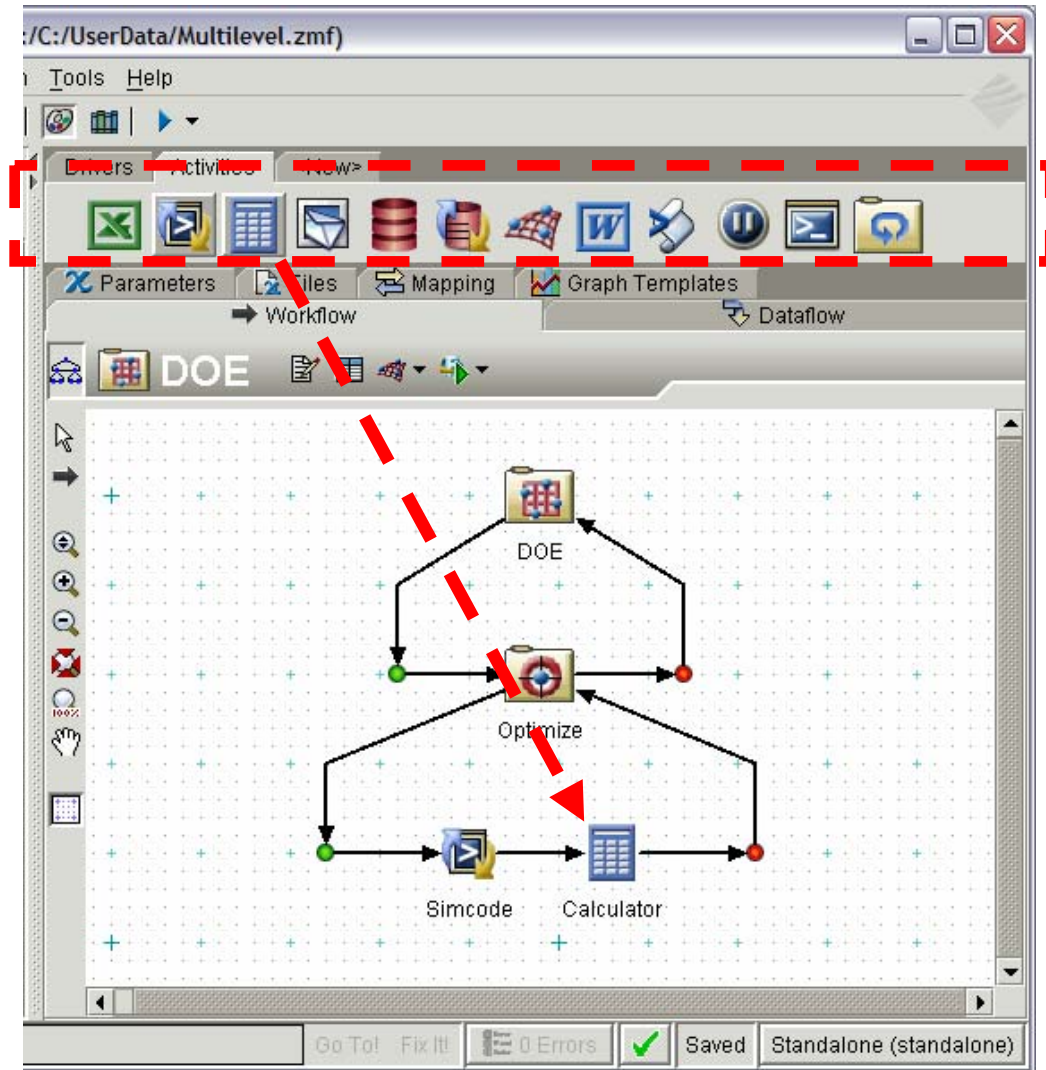 :/C:/UserData/Multilevel.zmf)
Tools Help
Drivers Activities <New>
Parameters Files Mapping Graph Templates
Workflow Dataflow
DOE
100%
DOE
Optimize
Simcode Calculator
Go To! Fix It! 0 Errors Saved Standalone (standalone)